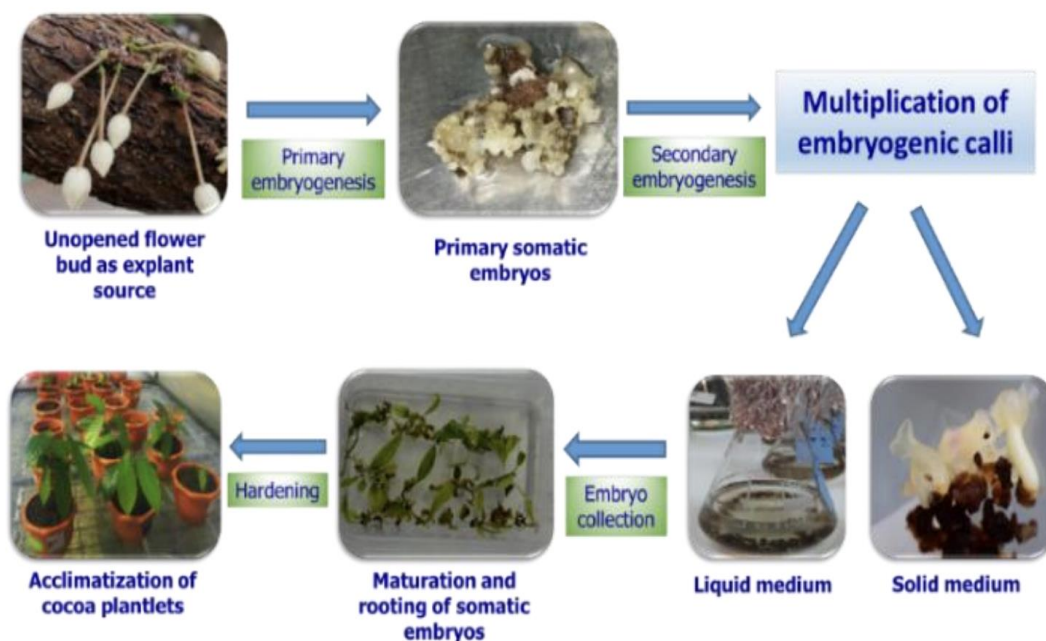 Primary
embryogenesis
Secondary
embryogenesis
Multiplication of
embryogenic calli
Unopened flower
bud as explant
source
Primary somatic
embryos
Hardening
Embryo
collection
Acclimatization of
cocoa plantlets
Maturation and
rooting of somatic
embryos
Liquid medium
Solid medium